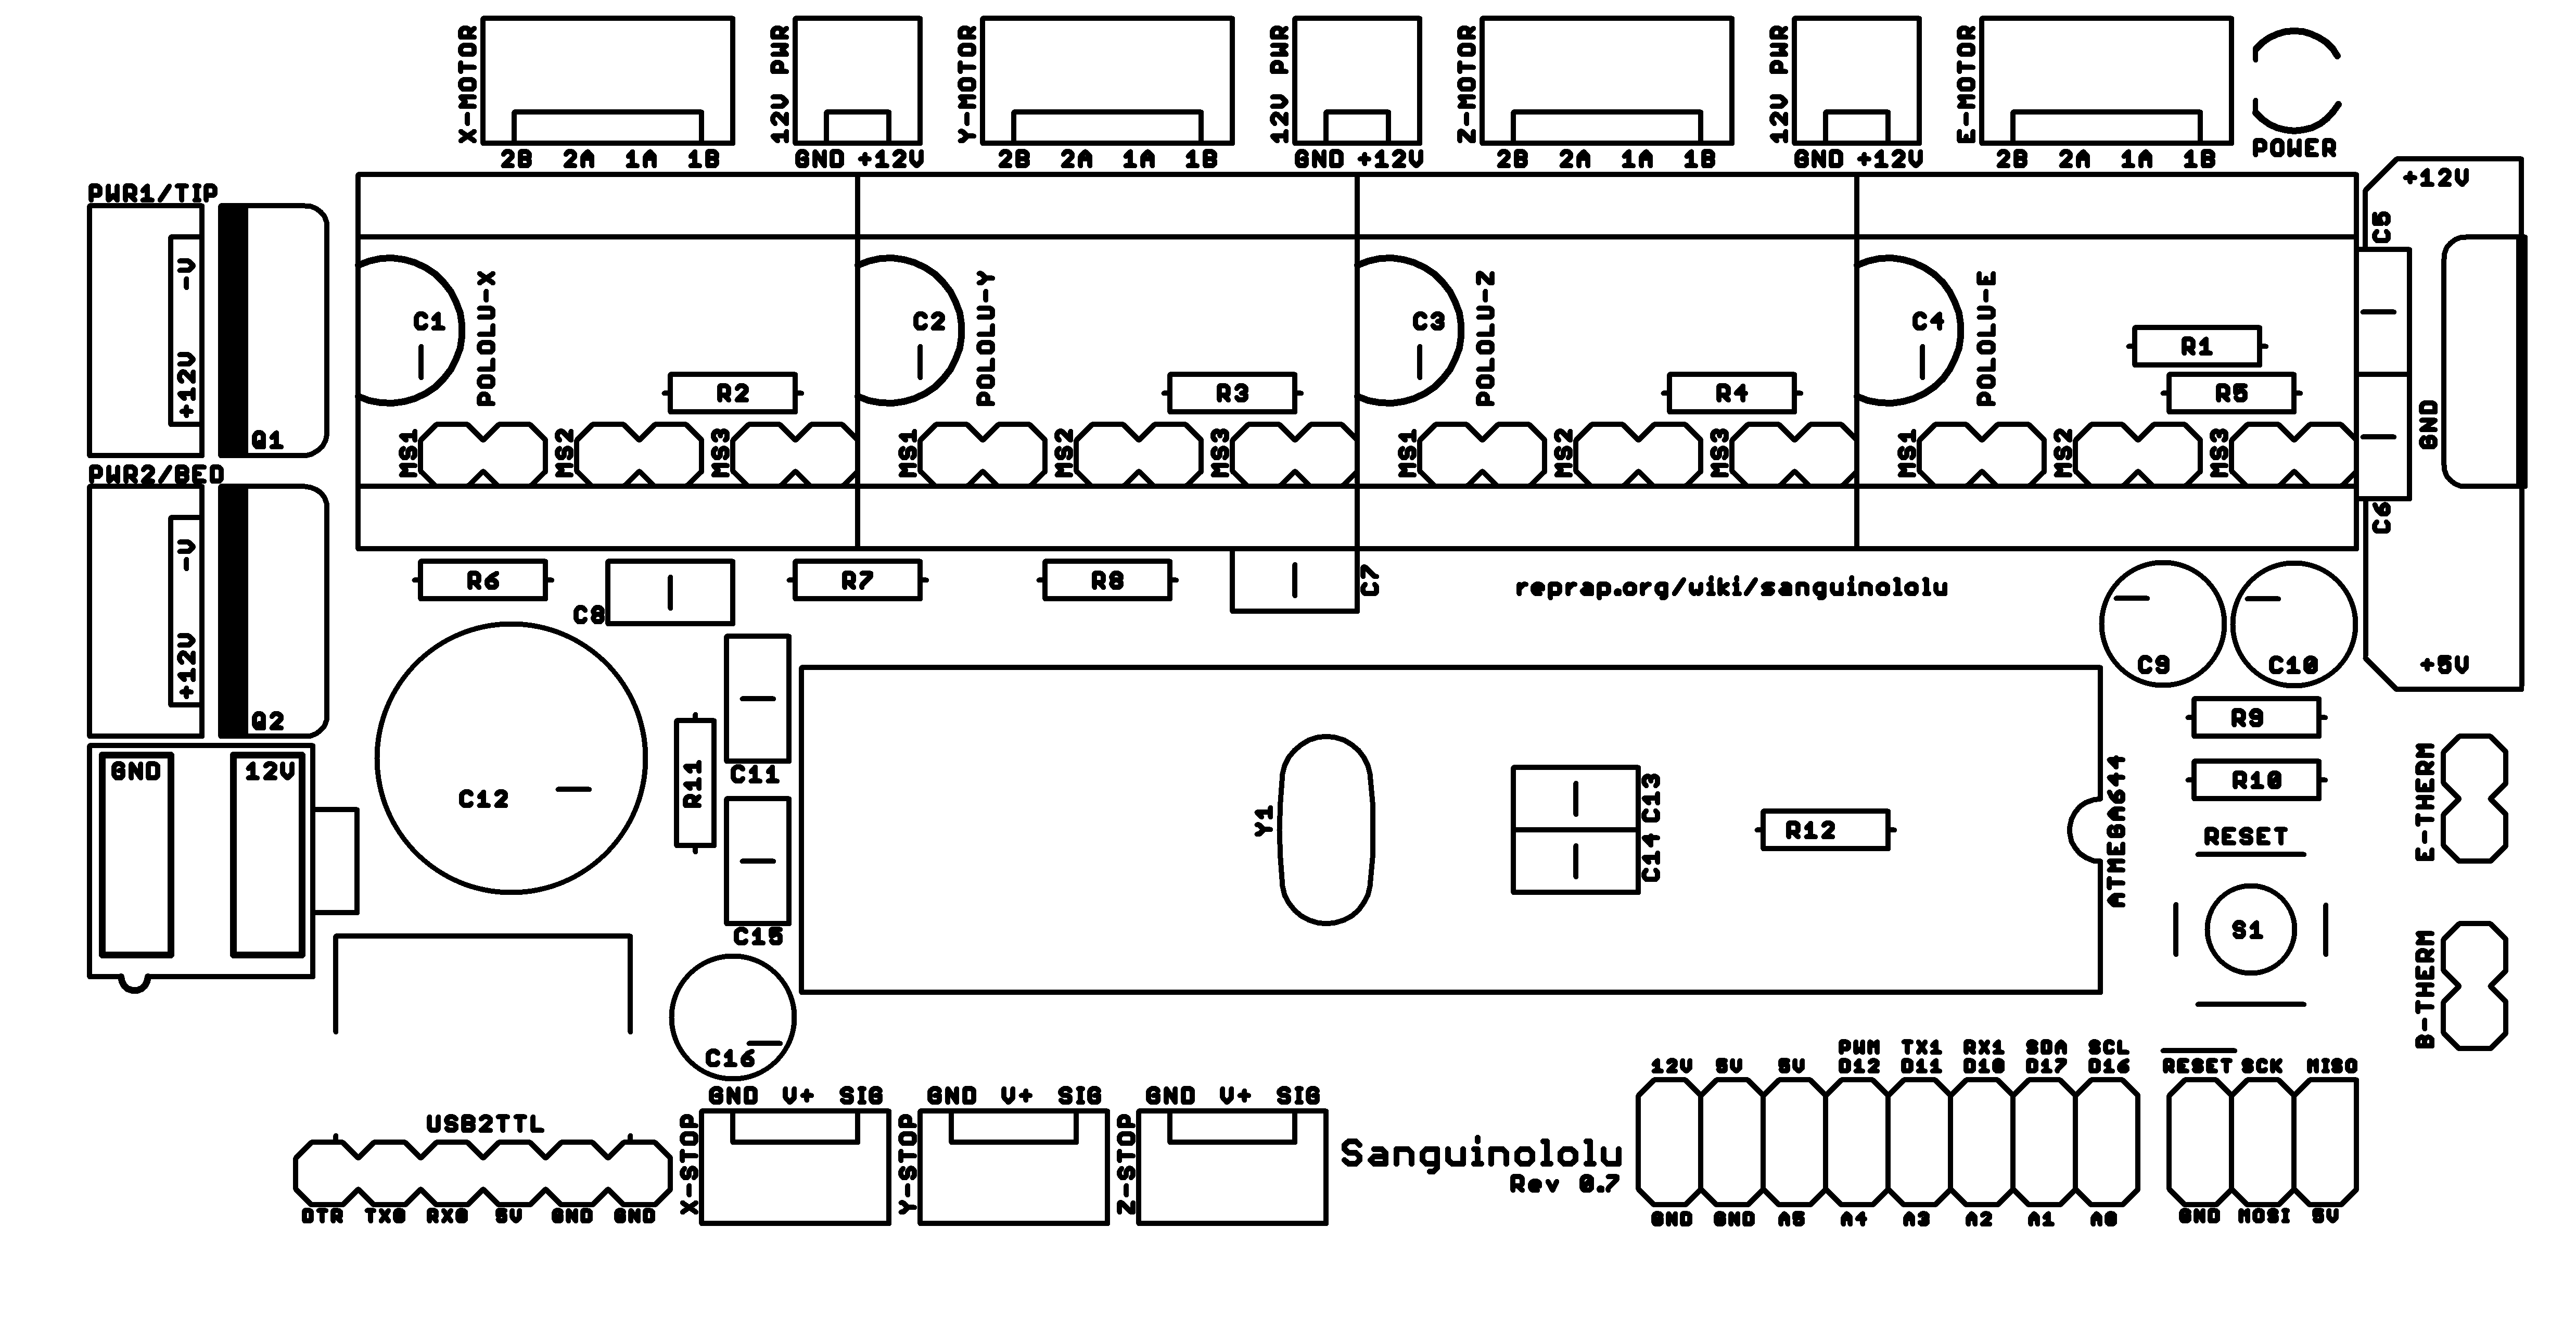 X-MOTOR
12V PWR
Y-MOTOR
12V PWR
Z-MOTOR
12V PWR
E-MOTOR
2B 2A 1A 1B
GND +12V
2B 2A 1A 1B
GND +12V
2B 2A 1A 1B
GND +12V
2B 2A 1A 1B
POWER
PWR1/TIP
-V
+12V
Q1
+12V
C5
GND
C6
+5V
C1
POLOLU-X
R2
MS1
MS2
MS3
C2
POLOLU-Y
R3
MS1
MS2
MS3
C3
POLOLU-Z
R4
MS1
MS2
MS3
C4
POLOLU-E
R1
R5
MS1
MS2
MS3
PWR2/BED
-V
+12V
Q2
R6
C8
R7
R8
C7
reprap.org/wiki/sanguinololu
C9
C10
R9
R10
GND
12V
C12
R11
C11
C15
Y1
C13
C14
R12
ATMEGA644
RESET
S1
E-THERM
B-THERM
C16
USB2TTL
DTR TX0 RX0 5V GND GND
GND V+ SIG
X-STOP
GND V+ SIG
Y-STOP
GND V+ SIG
Z-STOP
Sanguinololu
Rev 0.7
PWM TX1 RX1 SDA SCL
12V 5V 5V D12 D11 D10 D17 D16
GND GND A5 A4 A3 A2 A1 A0
RESET SCK MISO
GND MOSI 5V